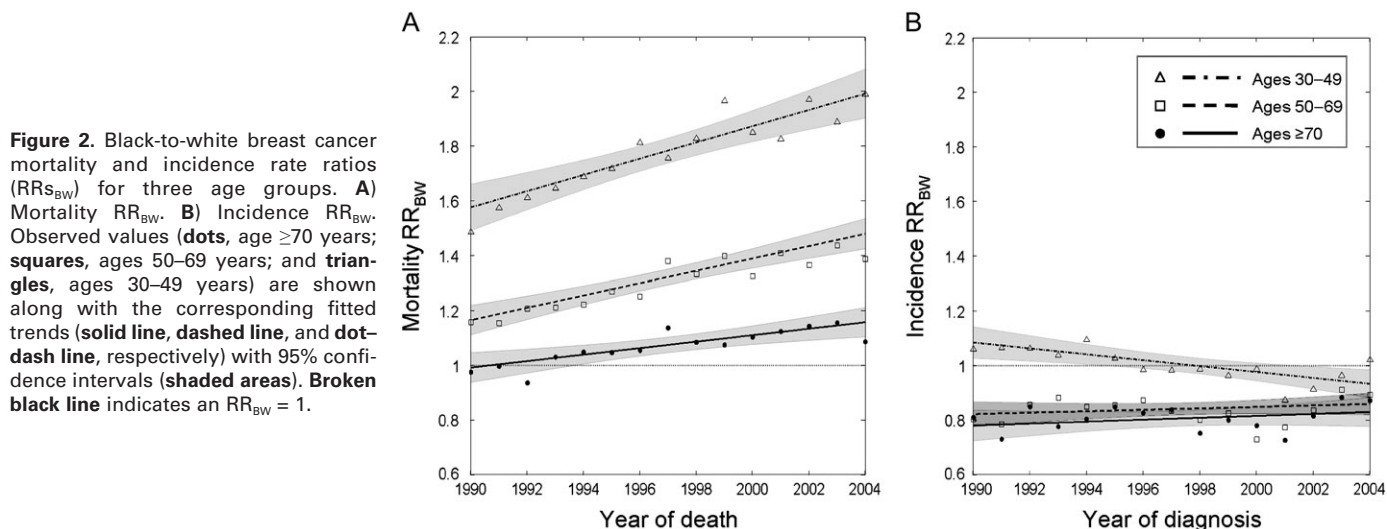 Figure 2. Black-to-white breast cancer
mortality and incidence rate ratios
(RRsBW) for three age groups. A)
Mortality RRBW. B) Incidence RRBW.
Observed values (dots, age ≥70 years;
squares, ages 50–69 years; and trian-
gles, ages 30–49 years) are shown
along with the corresponding fitted
trends (solid line, dashed line, and dot–
dash line, respectively) with 95% confi-
dence intervals (shaded areas). Broken
black line indicates an RRBW = 1.
A
Mortality RRBW
2.2
2
1.8
1.6
1.4
1.2
1
0.8
0.6
1990 1992 1994 1996 1998 2000 2002 2004
Year of death
B
Incidence RRBW
2.2
2
1.8
1.6
1.4
1.2
1
0.8
0.6
1990 1992 1994 1996 1998 2000 2002 2004
Year of diagnosis
Ages 30–49
Ages 50–69
Ages ≥70